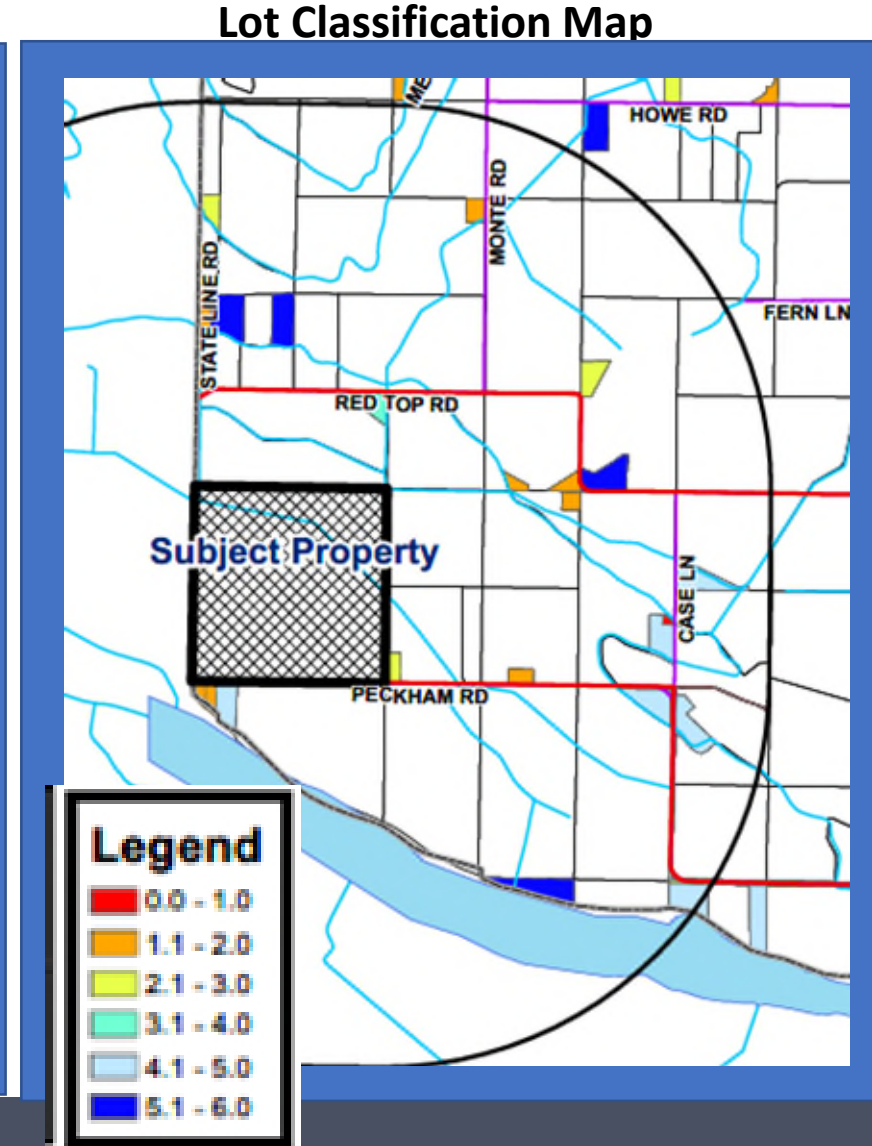 Lot Classification Map
ME
HOWE RD
MONTE RD
STATE LINE RD
FERN LN
RED TOP RD
Subject Property
CASE LN
PECKHAM RD
Legend
0.0 - 1.0
1.1 - 2.0
2.1 - 3.0
3.1 - 4.0
4.1 - 5.0
5.1 - 6.0